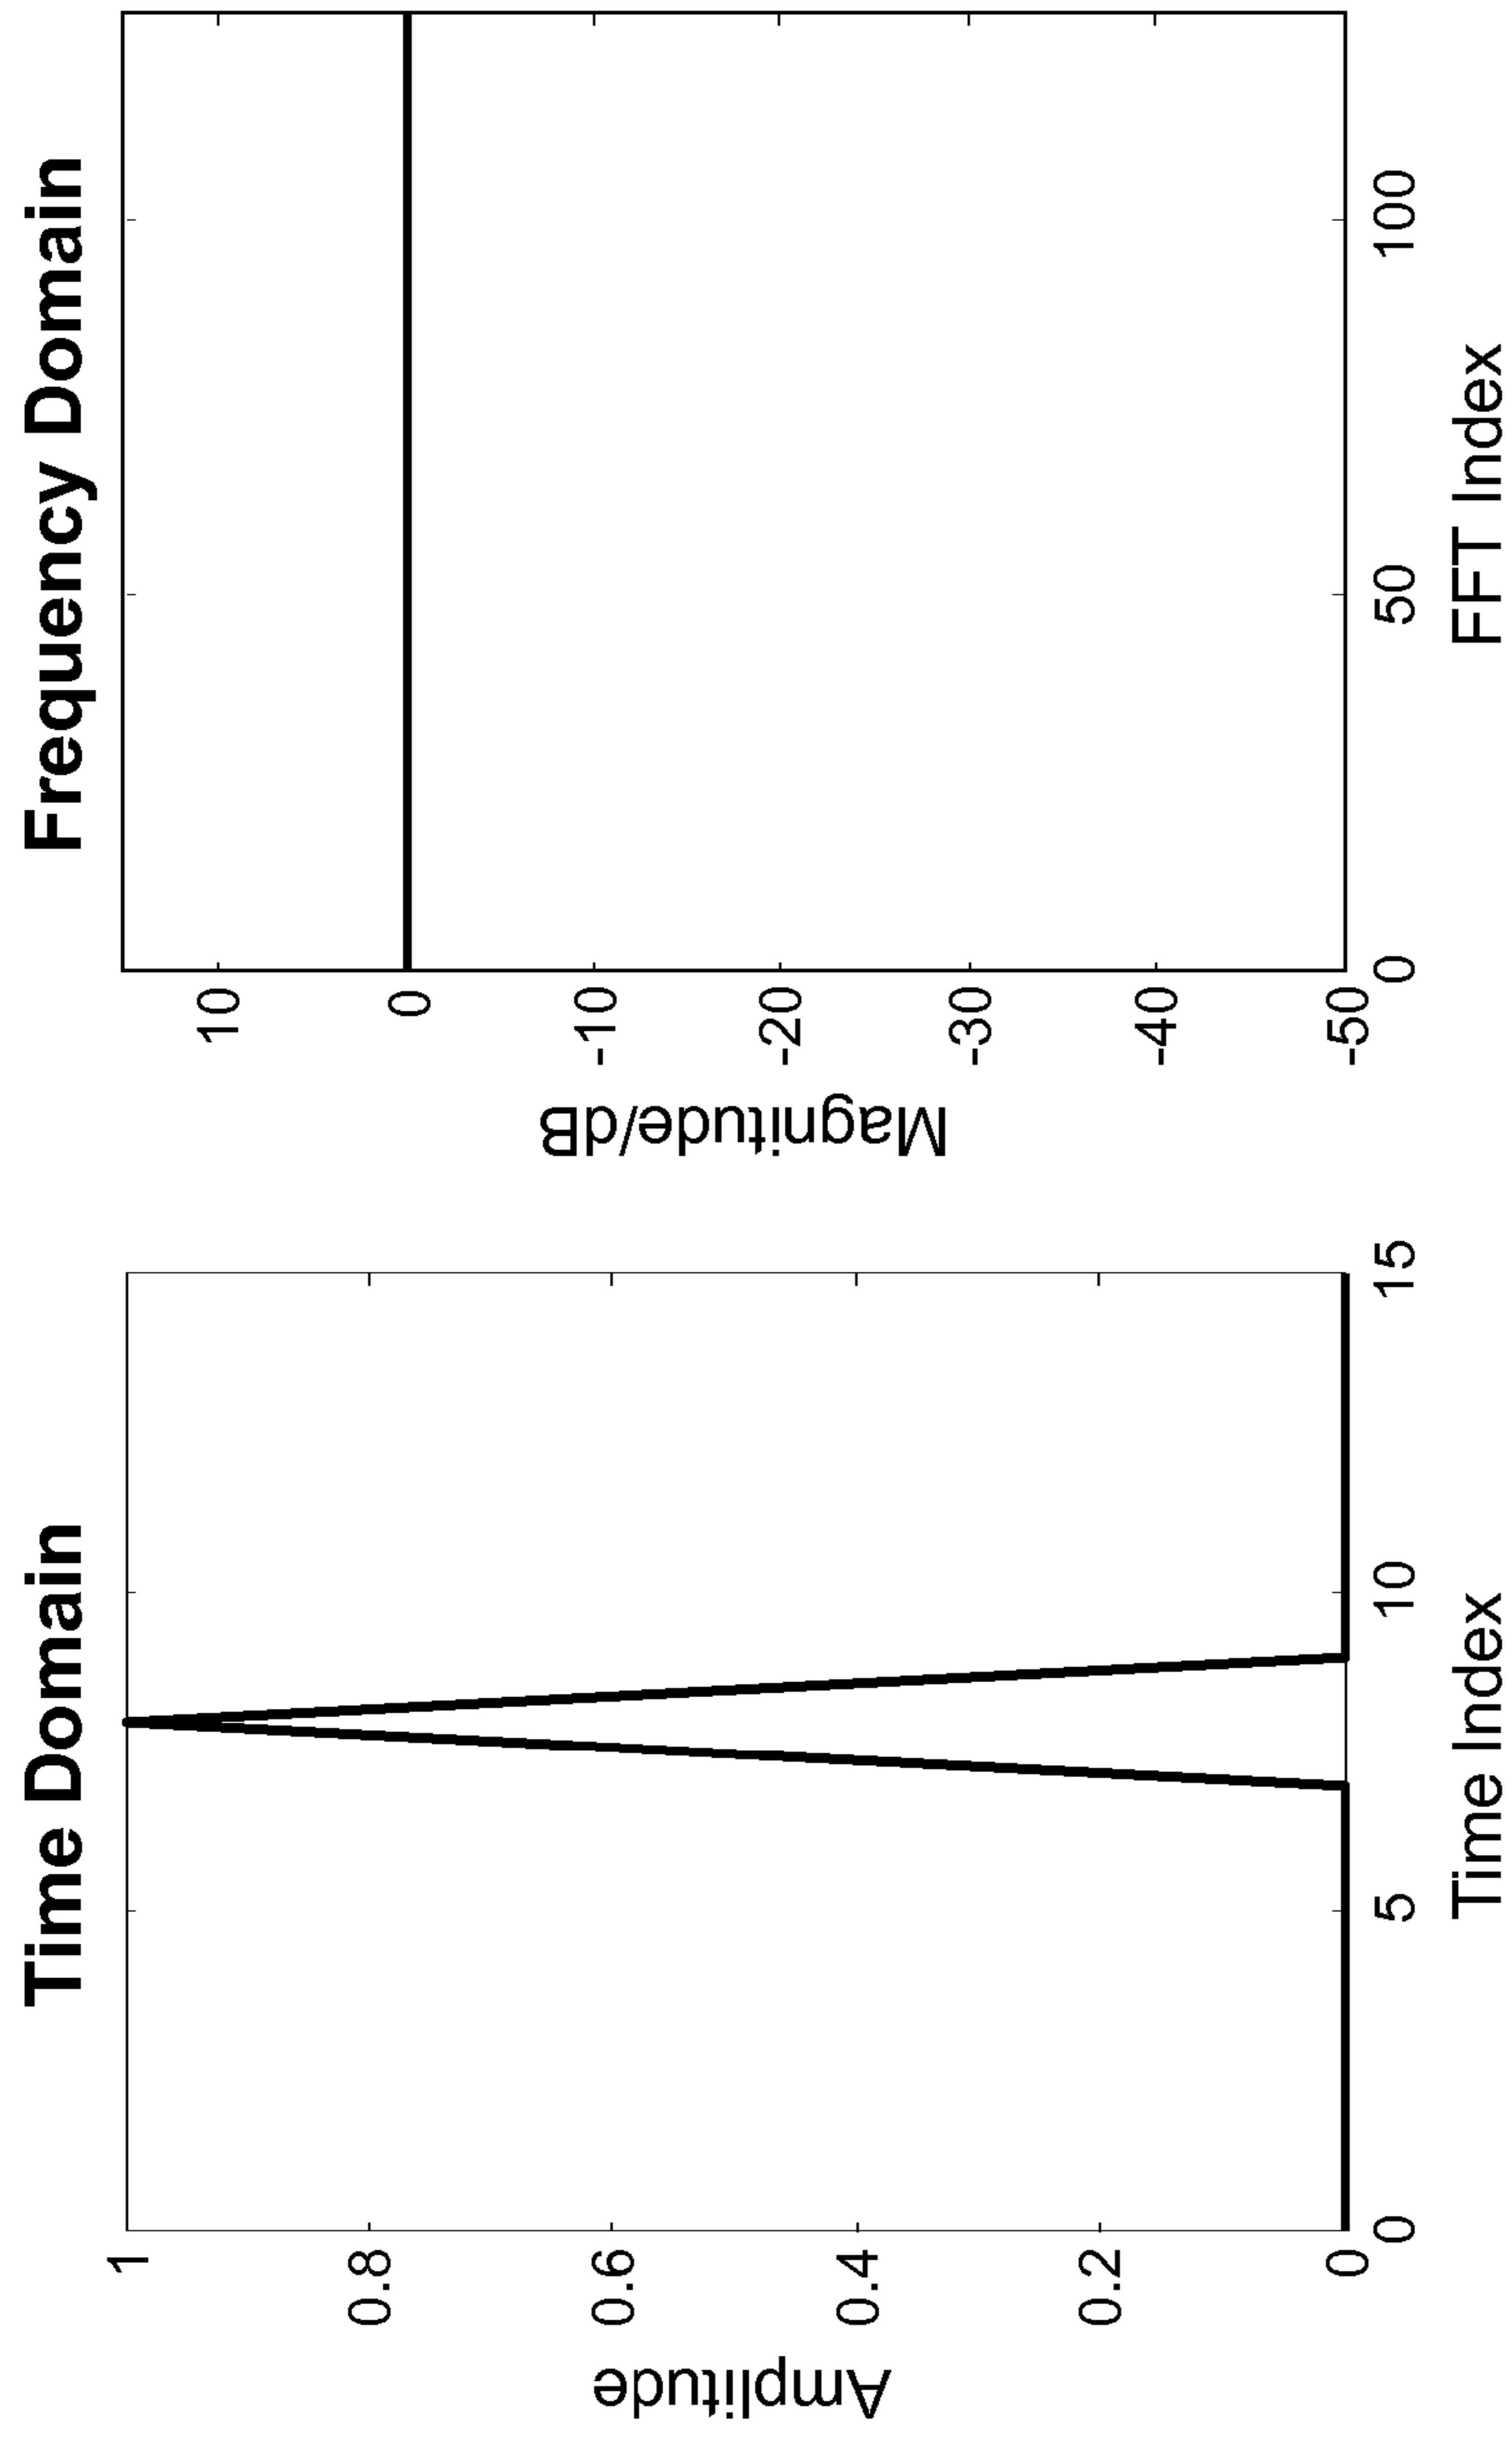 Time Domain
Amplitude
1
0.8
0.6
0.4
0.2
0
0 5 10 15
Time Index
Frequency Domain
Magnitude/dB
10
0
-10
-20
-30
-40
-50
0 50 100
FFT Index